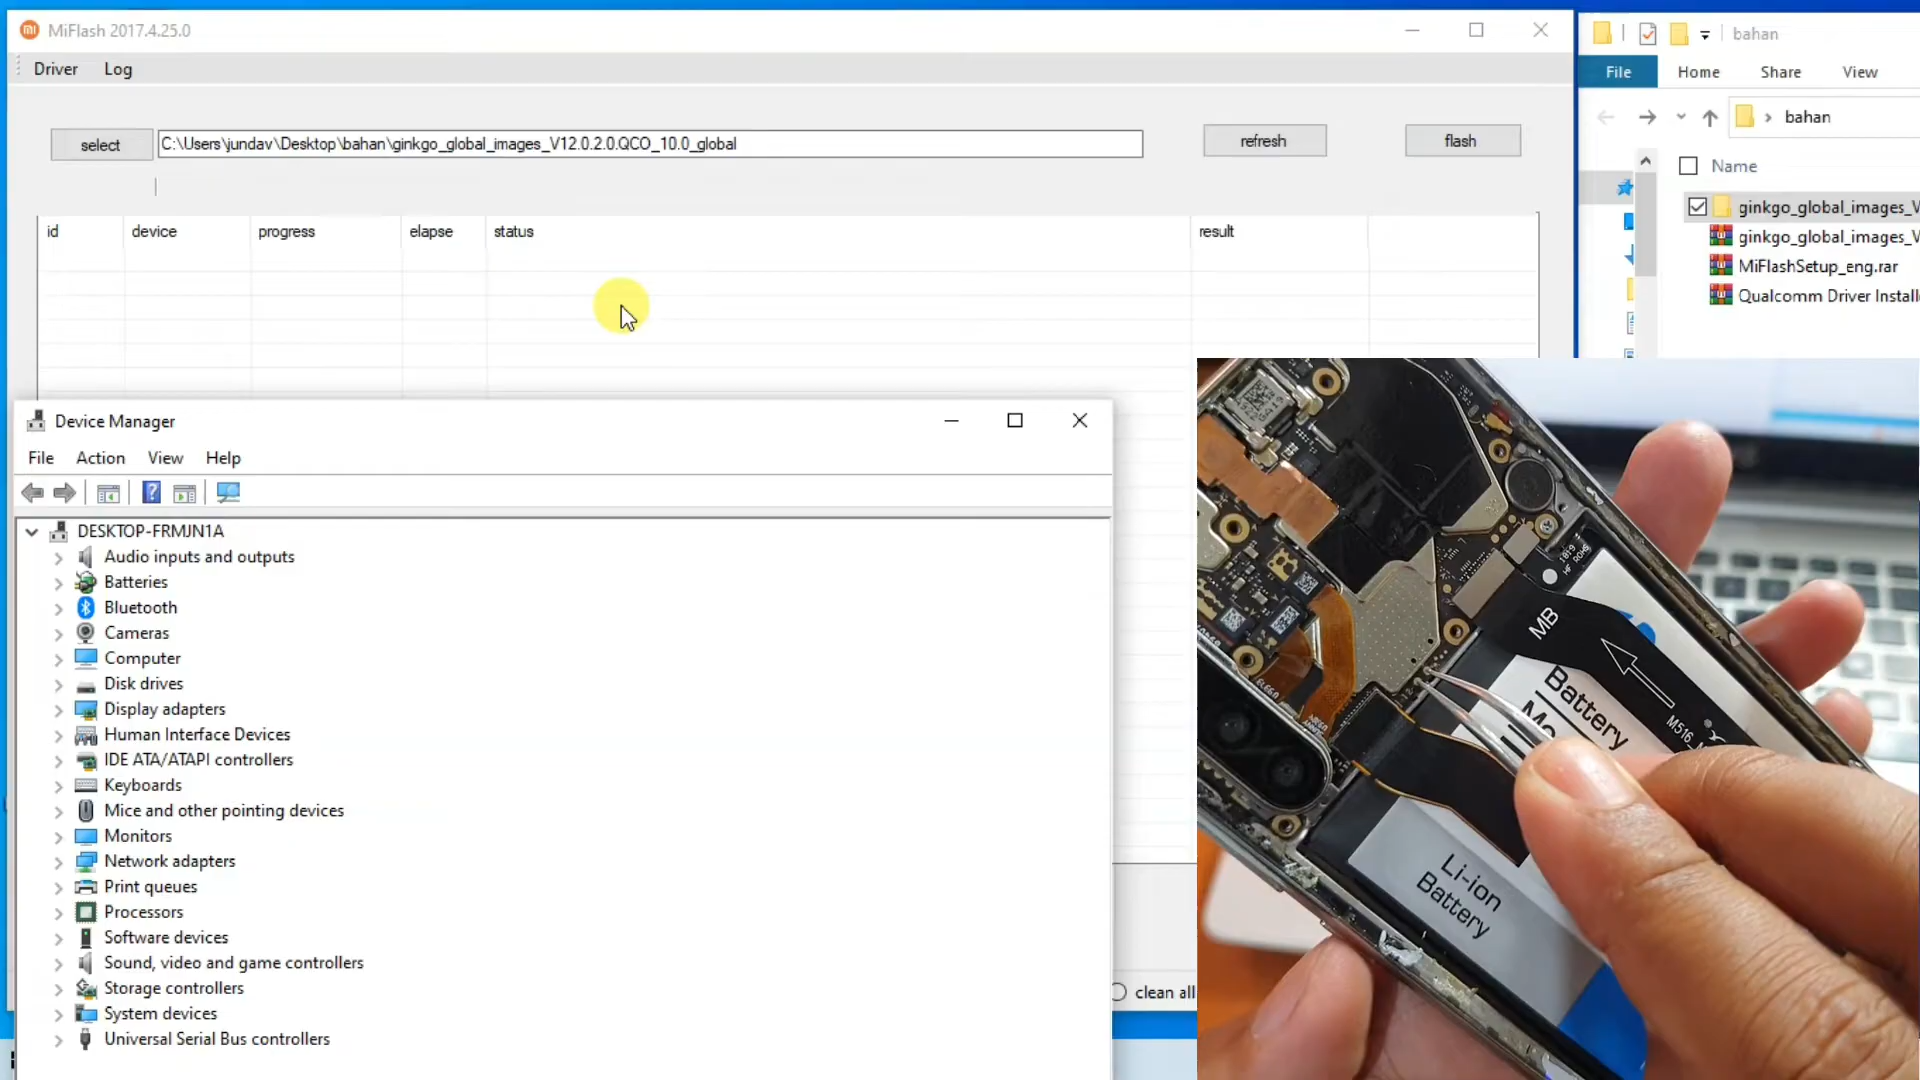 MiFlash 2017.4.25.0
Driver Log
select C:\Users\jundav\Desktop\bahan\ginkgo_global_images_V12.0.2.0.QCO_10.0_global refresh flash
id device progress elapse status result
bahan
File Home Share View
bahan
Name
ginkgo_global_images_V
ginkgo_global_images_V
MiFlashSetup_eng.rar
Qualcomm Driver Install
Device Manager
File Action View Help
DESKTOP-FRMJN1A
Audio inputs and outputs
Batteries
Bluetooth
Cameras
Computer
Disk drives
Display adapters
Human Interface Devices
IDE ATA/ATAPI controllers
Keyboards
Mice and other pointing devices
Monitors
Network adapters
Print queues
Processors
Software devices
Sound, video and game controllers
Storage controllers
System devices
Universal Serial Bus controllers
clean all
1819
HF ROHS
MB
Battery
Li-ion
Battery